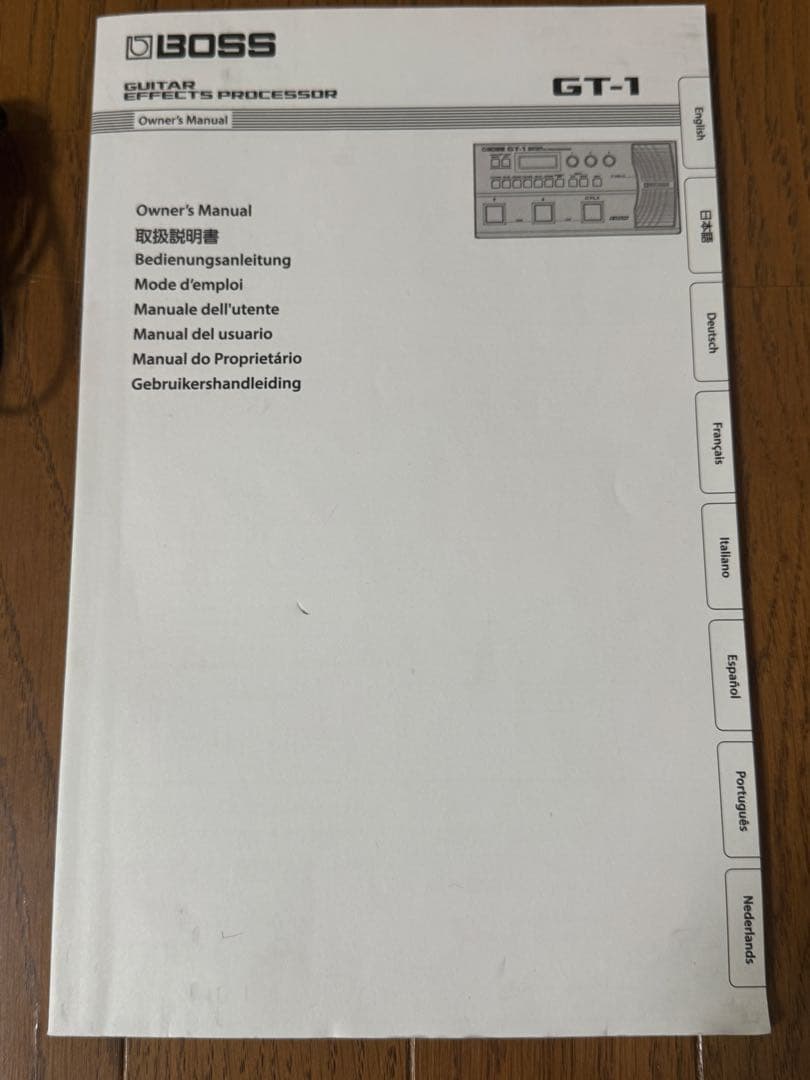 BOSS
GUITAR
EFFECTS PROCESSOR
GT-1
Owner's Manual
Owner's Manual
取扱説明書
Bedienungsanleitung
Mode d'emploi
Manuale dell'utente
Manual del usuario
Manual do Proprietário
Gebruikershandleiding
English
日本語
Deutsch
Français
Italiano
Español
Português
Nederlands